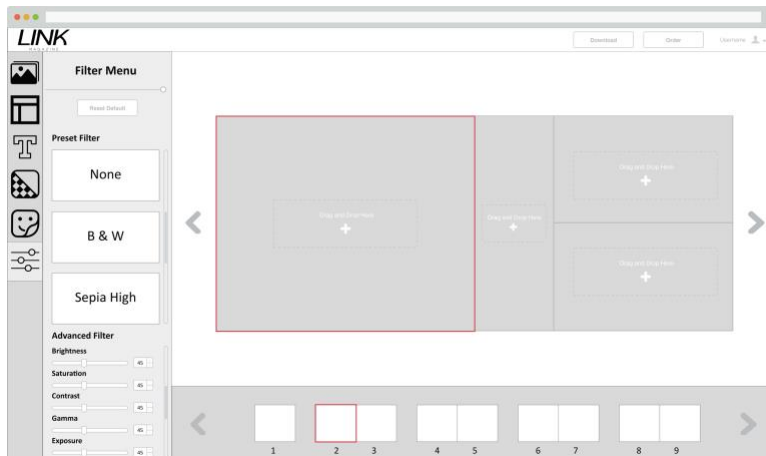 LINK
MAGAZINE
Download
Order
Username
Filter Menu
Reset Default
Preset Filter
None
B & W
Sepia High
Advanced Filter
Brightness
45
Saturation
45
Contrast
45
Gamma
45
Exposure
45
Drag and Drop Here
Drag and Drop Here
Drag and Drop Here
Drag and Drop Here
1 2 3 4 5 6 7 8 9